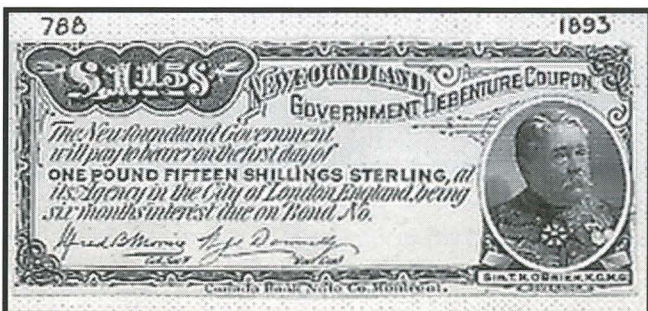 788 1893
NEWFOUNDLAND
GOVERNMENT DEBENTURE COUPON
The Newfoundland Government
will pay to bearer on the first day of
ONE POUND FIFTEEN SHILLINGS STERLING, at
its Agency in the City of London, England, being
six months interest due on Bond No.
SIR T.N. O'BRIEN, K.C.M.G.
Canada Bank Note Co. Montreal.